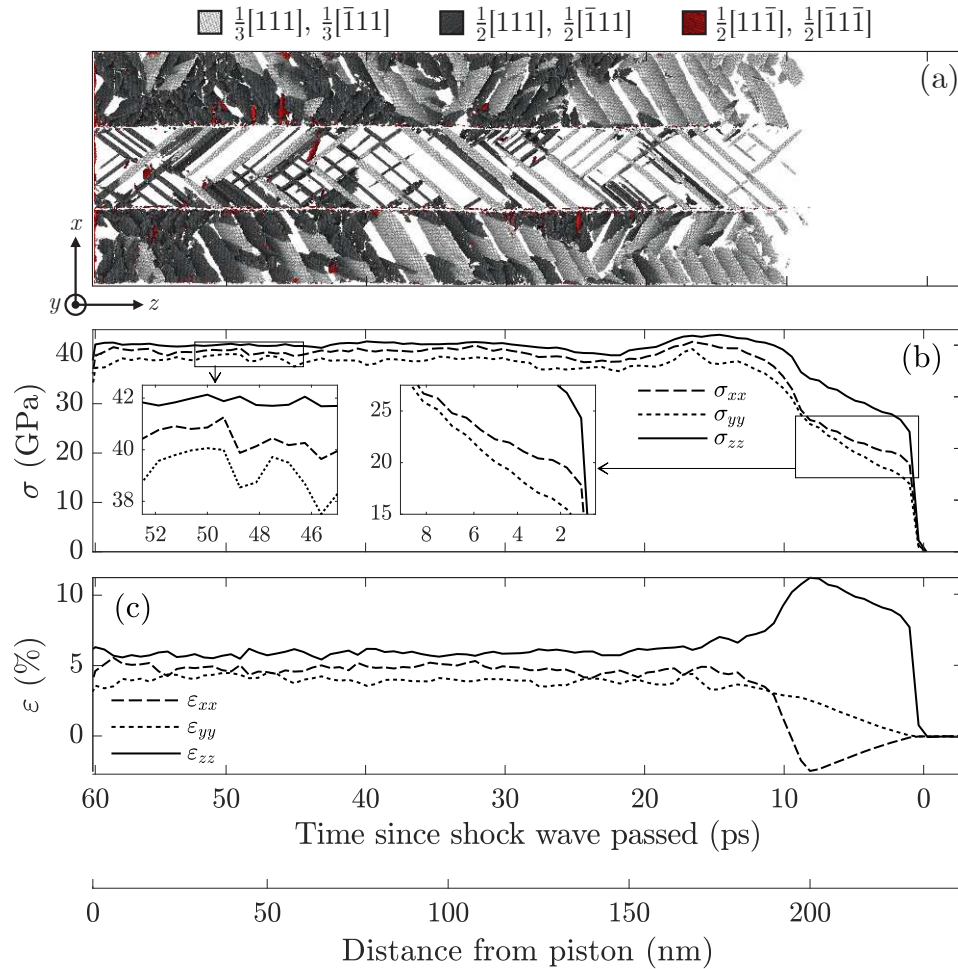 ⅓[111], ⅓[1̄11] ½[111], ½[1̄11] ½[111̄], ½[1̄11̄]
(a)
x
y z
(b)
40
30
20
10
0
σ (GPa)
σxx
σyy
σzz
42
40
38
52 50 48 46
25
20
15
8 6 4 2
(c)
10
5
0
ε (%)
εxx
εyy
εzz
60 50 40 30 20 10 0
Time since shock wave passed (ps)
0 50 100 150 200
Distance from piston (nm)